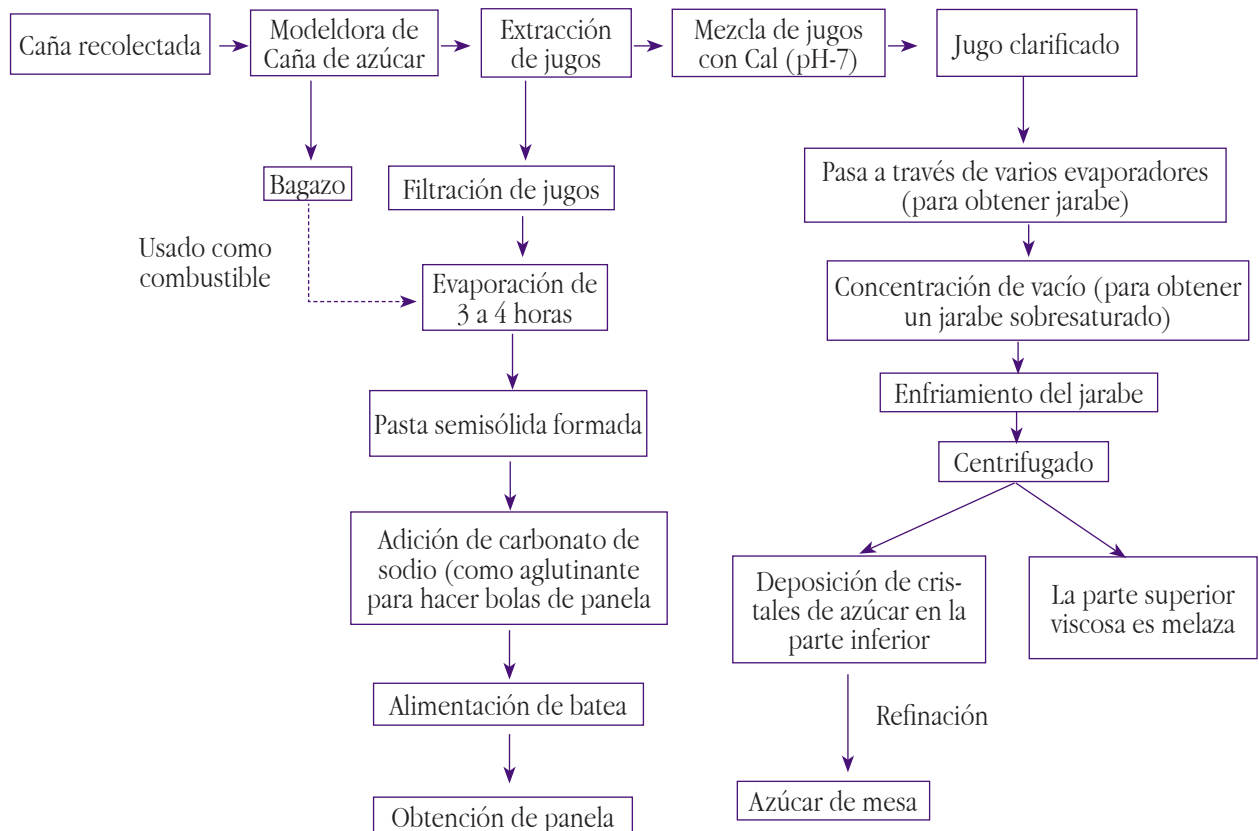 Caña recolectada
Modeldora de
Caña de azúcar
Extracción
de jugos
Mezcla de jugos
con Cal (pH-7)
Jugo clarificado
Bagazo
Usado como
combustible
Filtración de jugos
Evaporación de
3 a 4 horas
Pasta semisólida formada
Adición de carbonato de
sodio (como aglutinante
para hacer bolas de panela
Alimentación de batea
Obtención de panela
Pasa a través de varios evaporadores
(para obtener jarabe)
Concentración de vacío (para obtener
un jarabe sobresaturado)
Enfriamiento del jarabe
Centrifugado
Deposición de cris-
tales de azúcar en la
parte inferior
La parte superior
viscosa es melaza
Refinación
Azúcar de mesa